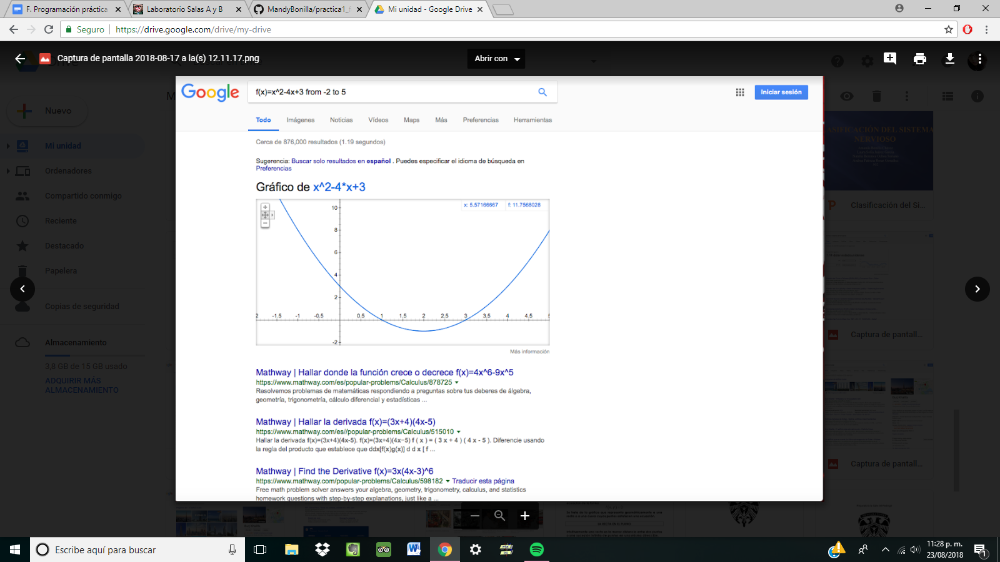 F. Programación práctica
Laboratorio Salas A y B
MandyBonilla/practica1_
Mi unidad - Google Drive
Seguro
https://drive.google.com/drive/my-drive
Captura de pantalla 2018-08-17 a la(s) 12.11.17.png
Abrir con
Nuevo
Mi unidad
Ordenadores
Compartido conmigo
Reciente
Destacado
Papelera
Copias de seguridad
Almacenamiento
3,8 GB de 15 GB usado
ADQUIRIR MÁS
ALMACENAMIENTO
Google
f(x)=x^2-4x+3 from -2 to 5
Iniciar sesión
Todo Imágenes Noticias Vídeos Maps Más Preferencias Herramientas
Cerca de 876,000 resultados (1.19 segundos)
Sugerencia: Buscar solo resultados en español . Puedes especificar el idioma de búsqueda en
Preferencias
Gráfico de x^2-4*x+3
x: 5.57166667 f: 11.7568028
10
8
6
4
2
2 -1.5 -1 -0.5 0.5 1 1.5 2 2.5 3 3.5 4 4.5
-2
Más información
Mathway | Hallar donde la función crece o decrece f(x)=4x^6-9x^5
https://www.mathway.com/es/popular-problems/Calculus/878725
Resolvemos problemas de matemáticas respondiendo a preguntas sobre tus deberes de álgebra,
geometría, trigonometría, cálculo diferencial y estadísticas ...
Mathway | Hallar la derivada f(x)=(3x+4)(4x-5)
https://www.mathway.com/es//popular-problems/Calculus/515010
Hallar la derivada f(x)=(3x+4)(4x-5). f(x)=(3x+4)(4x−5) f ( x ) = ( 3 x + 4 ) ( 4 x - 5 ). Diferencie usando
la regla del producto que establece que ddx[f(x)g(x)] d d x [ f ...
Mathway | Find the Derivative f(x)=3x(4x-3)^6
https://www.mathway.com/popular-problems/Calculus/598182 Traducir esta página
Free math problem solver answers your algebra, geometry, trigonometry, calculus, and statistics
homework questions with step-by-step explanations, just like a ...
CLASIFICACIÓN DEL SISTEMA
NERVIOSO
Clasificación del Si...
Captura de pantall...
Captura de pantall...
Escribe aquí para buscar
11:28 p. m.
23/08/2018
1